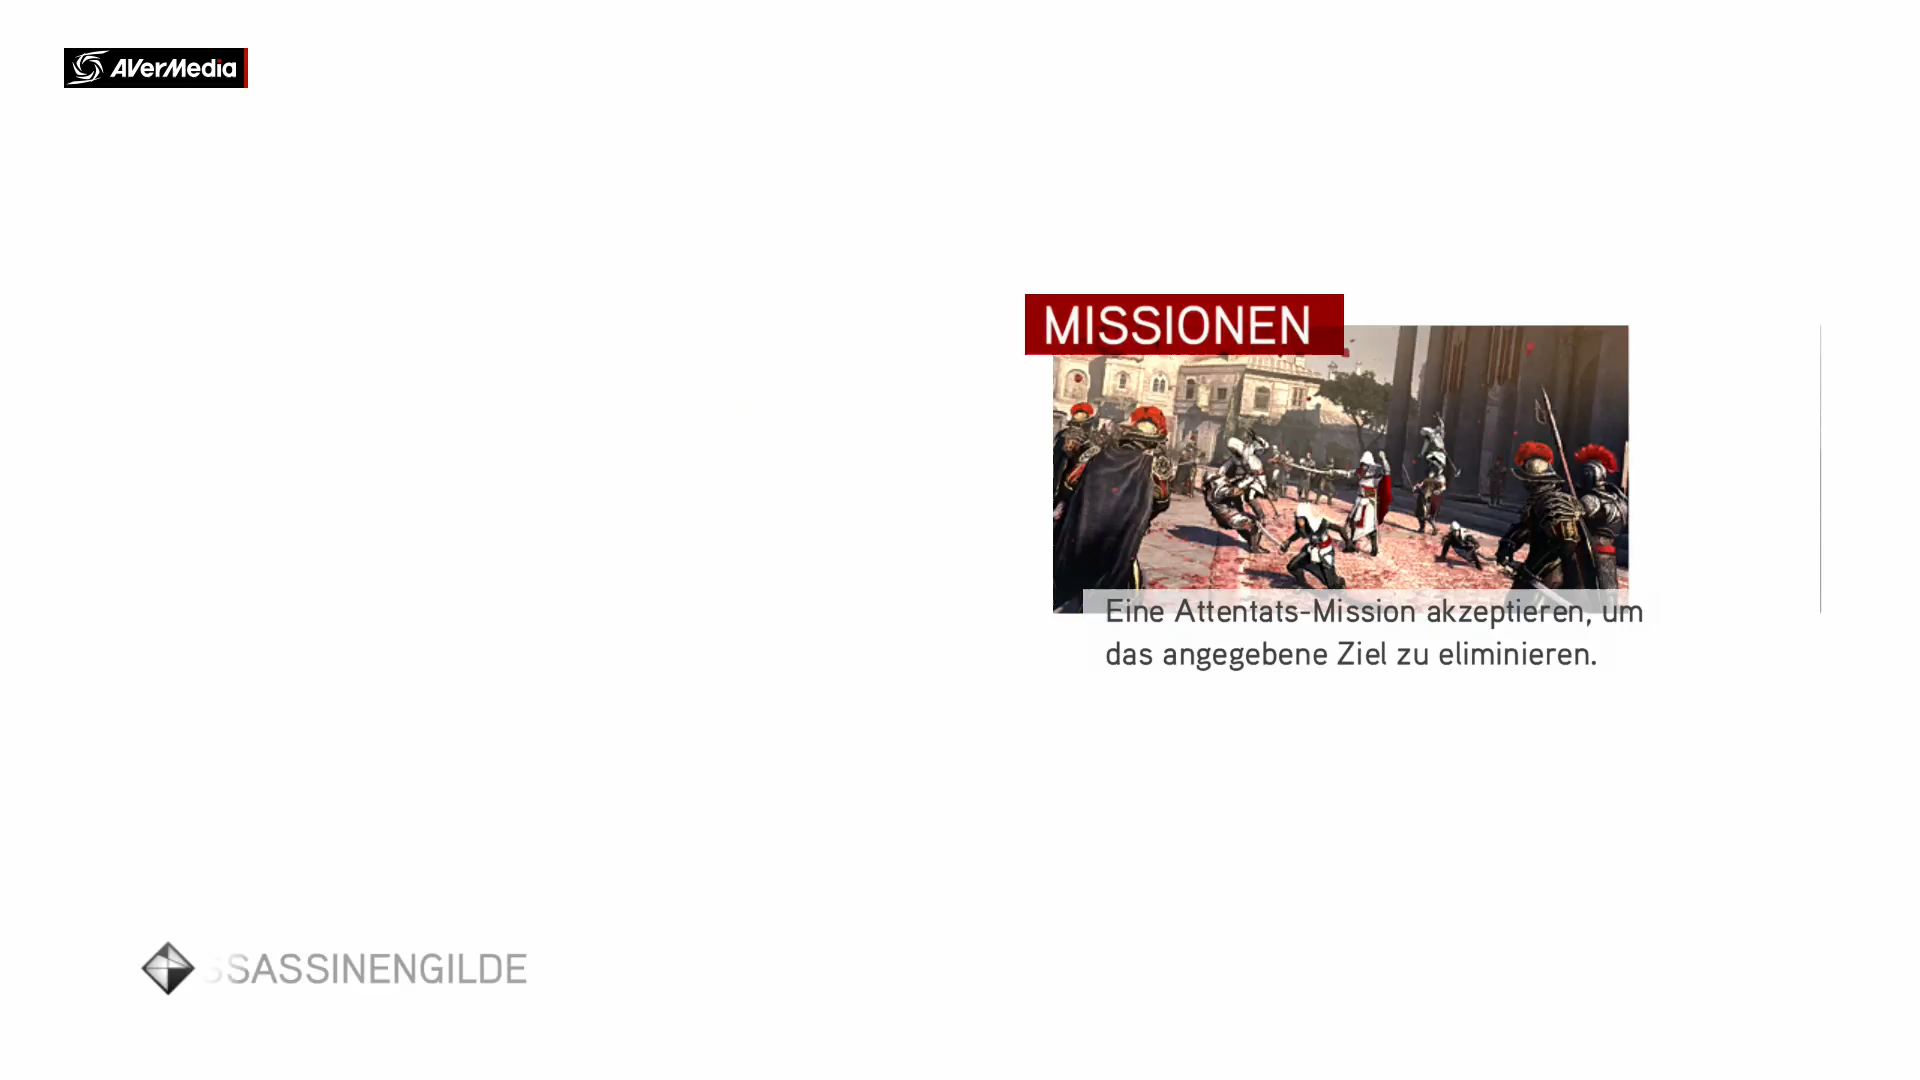 AVerMedia
MISSIONEN
Eine Attentats-Mission akzeptieren, um
das angegebene Ziel zu eliminieren.
SSASSINENGILDE